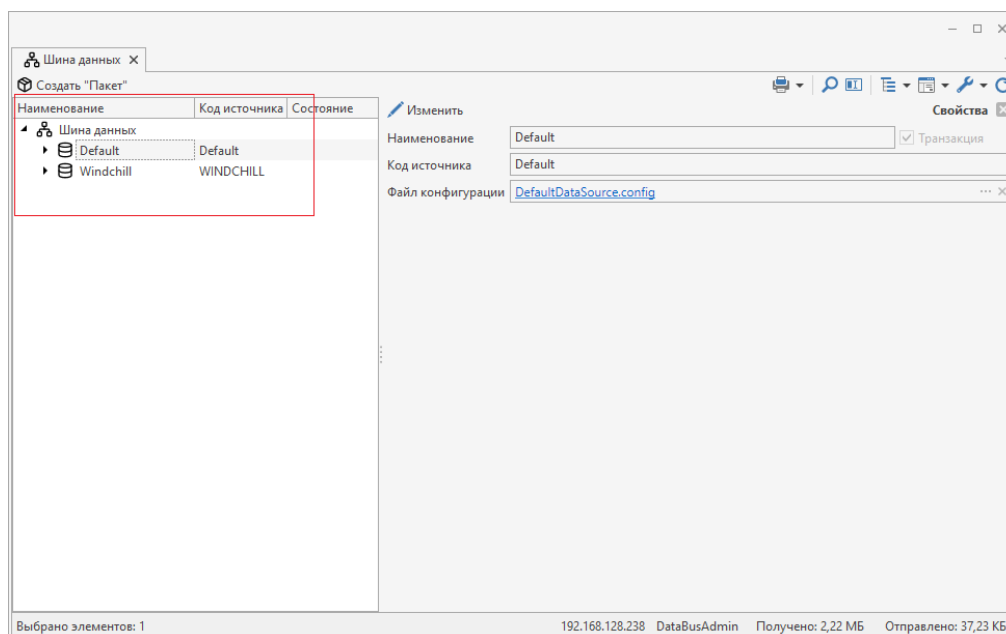 Шина данных
Создать "Пакет"
Наименование Код источника Состояние
Шина данных
Default Default
Windchill WINDCHILL
Изменить
Свойства
Наименование Default Транзакция
Код источника Default
Файл конфигурации DefaultDataSource.config
Выбрано элементов: 1
192.168.128.238 DataBusAdmin Получено: 2,22 МБ Отправлено: 37,23 КБ